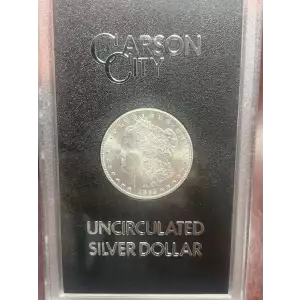 CARSON
CITY
UNCIRCULATED
SILVER DOLLAR